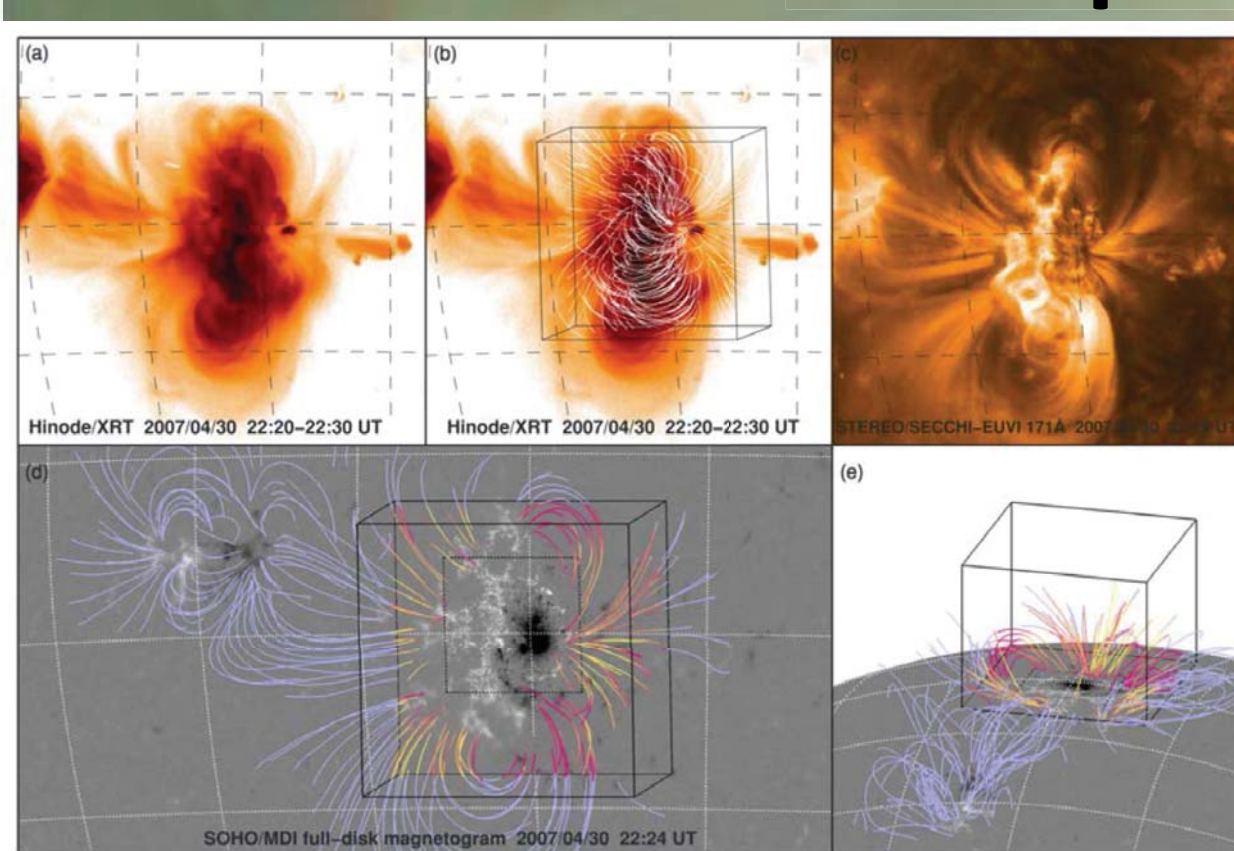 (a)
(b)
(c)
Hinode/XRT 2007/04/30 22:20–22:30 UT
Hinode/XRT 2007/04/30 22:20–22:30 UT
STEREO/SECCHI–EUVI 171Å UT
(d)
(e)
SOHO/MDI full–disk magnetogram 2007/04/30 22:24 UT